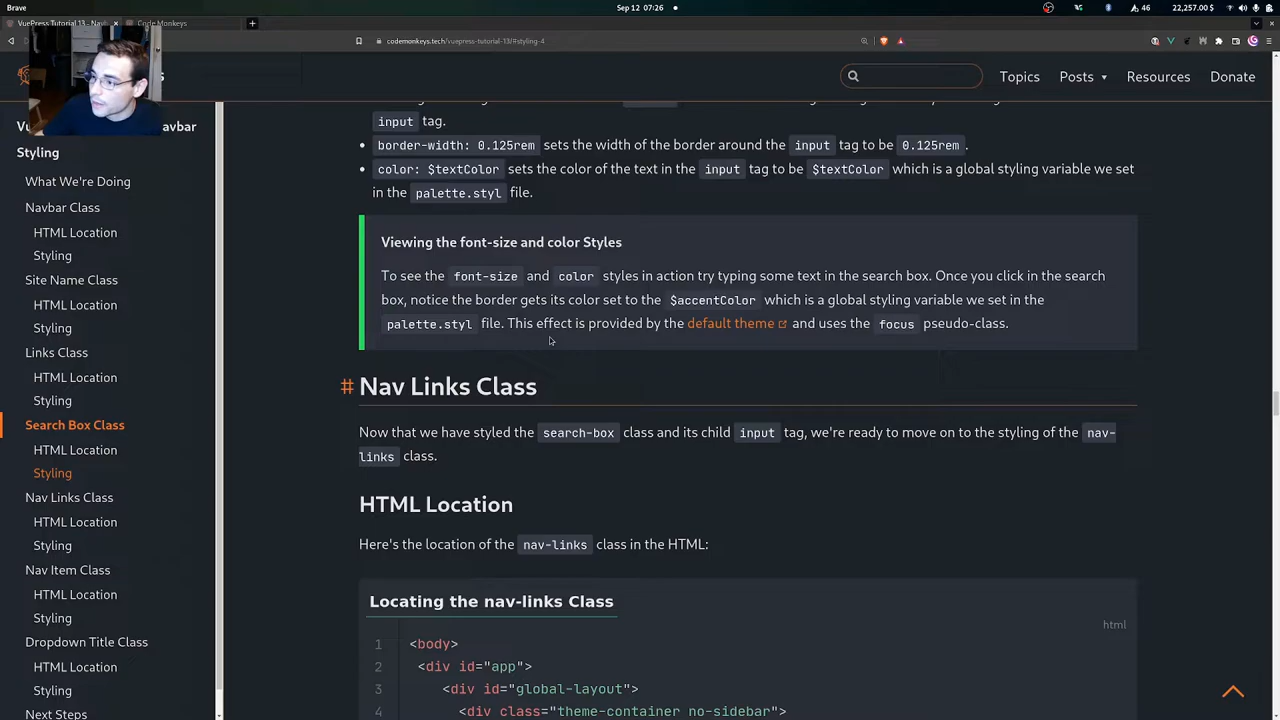 Brave
Sep 12 07:26
46
22,257.00 $
VuePress Tutorial 13 - Nav
Code Monkeys
codemonkeys.tech/vuepress-tutorial-13/#styling-4
Topics
Posts
Resources
Donate
avbar
Styling
What We're Doing
Navbar Class
HTML Location
Styling
Site Name Class
HTML Location
Styling
Links Class
HTML Location
Styling
Search Box Class
HTML Location
Styling
Nav Links Class
HTML Location
Styling
Nav Item Class
HTML Location
Styling
Dropdown Title Class
HTML Location
Styling
Next Steps
input tag.
border-width: 0.125rem sets the width of the border around the input tag to be 0.125rem.
color: $textColor sets the color of the text in the input tag to be $textColor which is a global styling variable we set
in the palette.styl file.
Viewing the font-size and color Styles
To see the font-size and color styles in action try typing some text in the search box. Once you click in the search
box, notice the border gets its color set to the $accentColor which is a global styling variable we set in the
palette.styl file. This effect is provided by the default theme and uses the focus pseudo-class.
# Nav Links Class
Now that we have styled the search-box class and its child input tag, we're ready to move on to the styling of the nav-
links class.
HTML Location
Here's the location of the nav-links class in the HTML:
Locating the nav-links Class
html
1 <body>
2 <div id="app">
3 <div id="global-layout">
4 <div class="theme-container no-sidebar">